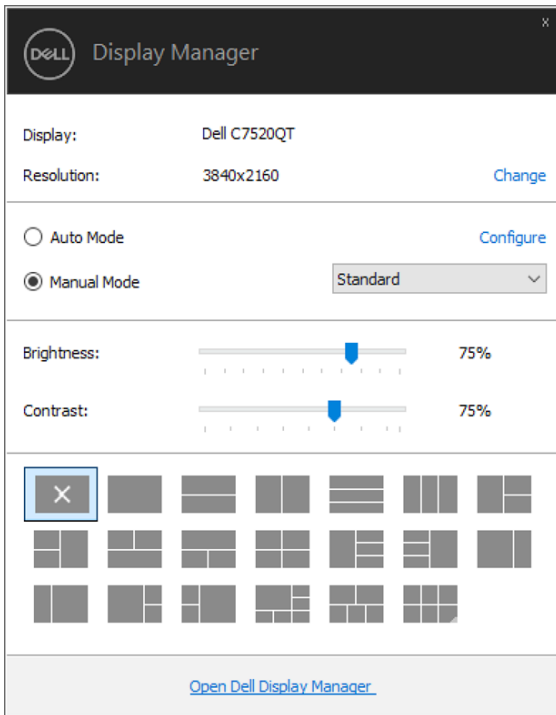 x
DELL Display Manager
Display: Dell C7520QT
Resolution: 3840x2160 Change
Auto Mode Configure
Manual Mode Standard
Brightness: 75%
Contrast: 75%
Open Dell Display Manager